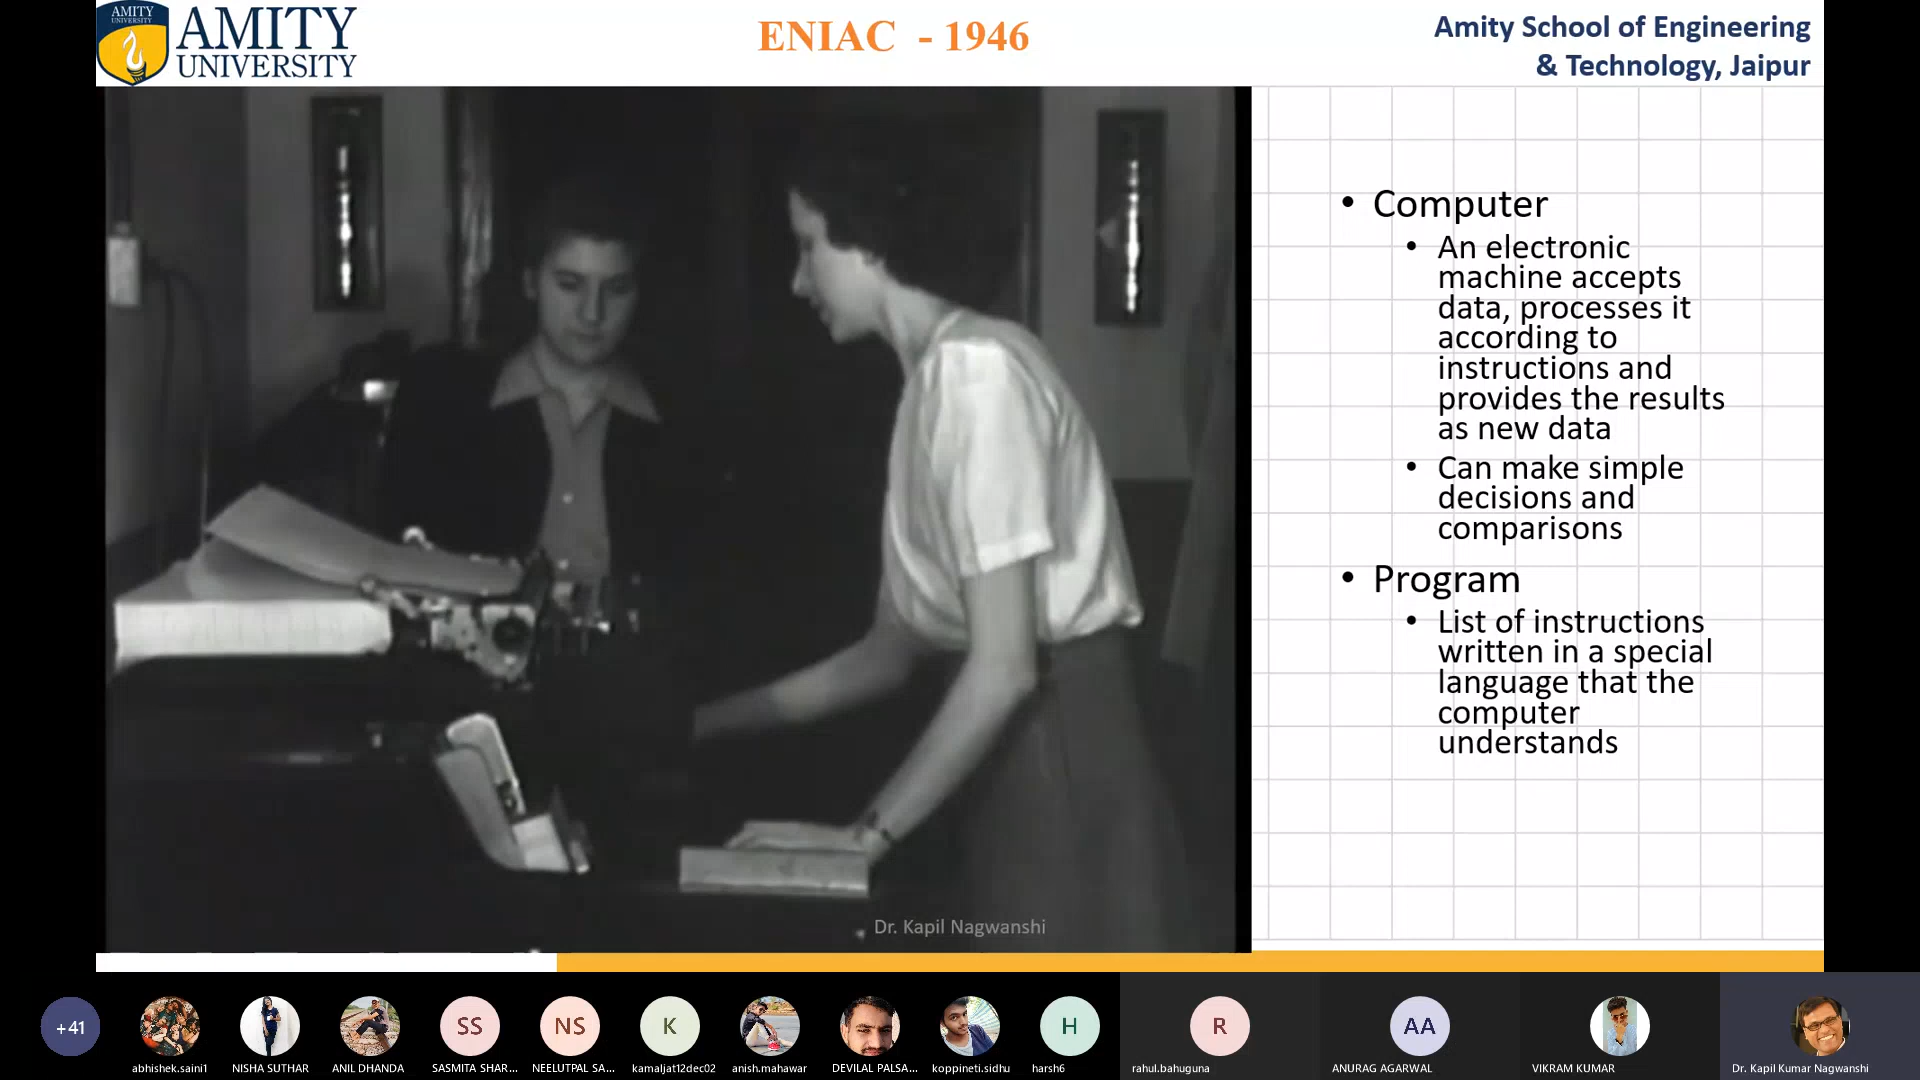 AMITY
UNIVERSITY
AMITY
UNIVERSITY
ENIAC - 1946
Amity School of Engineering
& Technology, Jaipur
• Computer
• An electronic
machine accepts
data, processes it
according to
instructions and
provides the results
as new data
• Can make simple
decisions and
comparisons
• Program
• List of instructions
written in a special
language that the
computer
understands
Dr. Kapil Nagwanshi
+41
SS
NS
K
H
R
AA
abhishek.saini1
NISHA SUTHAR
ANIL DHANDA
SASMITA SHAR...
NEELUTPAL SA...
kamaljat12dec02
anish.mahawar
DEVILAL PALSA...
koppineti.sidhu
harsh6
rahul.bahuguna
ANURAG AGARWAL
VIKRAM KUMAR
Dr. Kapil Kumar Nagwanshi